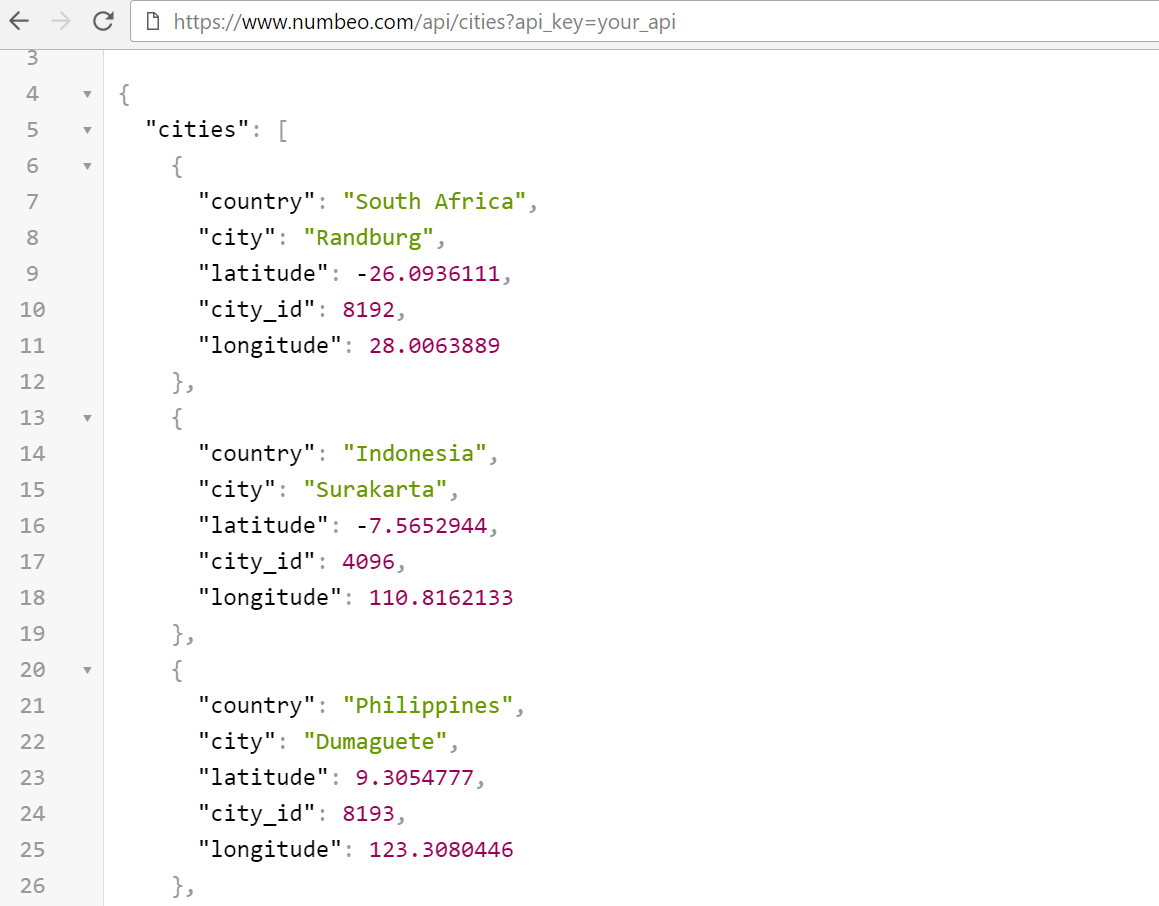 https://www.numbeo.com/api/cities?api_key=your_api
3
4 {
5 "cities": [
6 {
7 "country": "South Africa",
8 "city": "Randburg",
9 "latitude": -26.0936111,
10 "city_id": 8192,
11 "longitude": 28.0063889
12 },
13 {
14 "country": "Indonesia",
15 "city": "Surakarta",
16 "latitude": -7.5652944,
17 "city_id": 4096,
18 "longitude": 110.8162133
19 },
20 {
21 "country": "Philippines",
22 "city": "Dumaguete",
23 "latitude": 9.3054777,
24 "city_id": 8193,
25 "longitude": 123.3080446
26 },